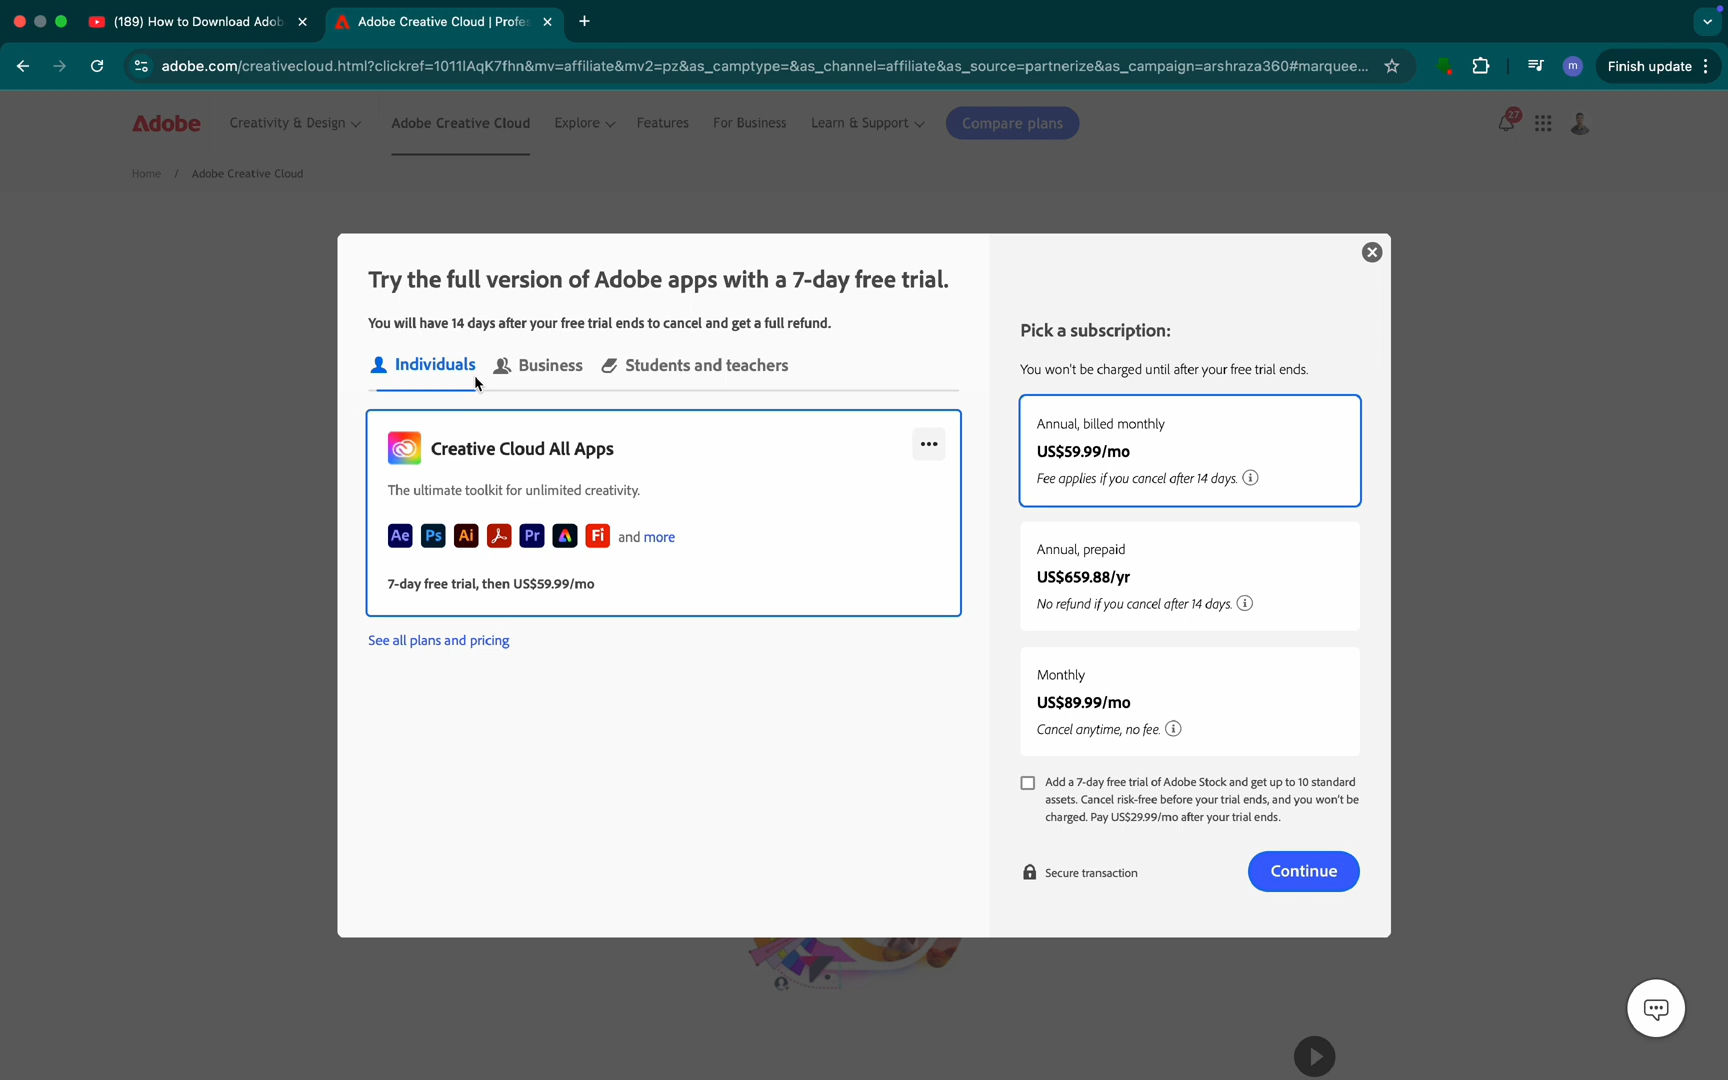 (189) How to Download Adob
Adobe Creative Cloud | Profe
adobe.com/creativecloud.html?clickref=1011lAqK7fhn&mv=affiliate&mv2=pz&as_camptype=&as_channel=affiliate&as_source=partnerize&as_campaign=arshraza360#marquee...
m
Finish update
Adobe
Creativity & Design
Adobe Creative Cloud
Explore
Features
For Business
Learn & Support
Compare plans
27
Home / Adobe Creative Cloud
Try the full version of Adobe apps with a 7-day free trial.
You will have 14 days after your free trial ends to cancel and get a full refund.
Individuals
Business
Students and teachers
Creative Cloud All Apps
The ultimate toolkit for unlimited creativity.
Ae Ps Ai Pr Fi and more
7-day free trial, then US$59.99/mo
See all plans and pricing
Pick a subscription:
You won't be charged until after your free trial ends.
Annual, billed monthly
US$59.99/mo
Fee applies if you cancel after 14 days.
Annual, prepaid
US$659.88/yr
No refund if you cancel after 14 days.
Monthly
US$89.99/mo
Cancel anytime, no fee.
Add a 7-day free trial of Adobe Stock and get up to 10 standard
assets. Cancel risk-free before your trial ends, and you won't be
charged. Pay US$29.99/mo after your trial ends.
Secure transaction
Continue